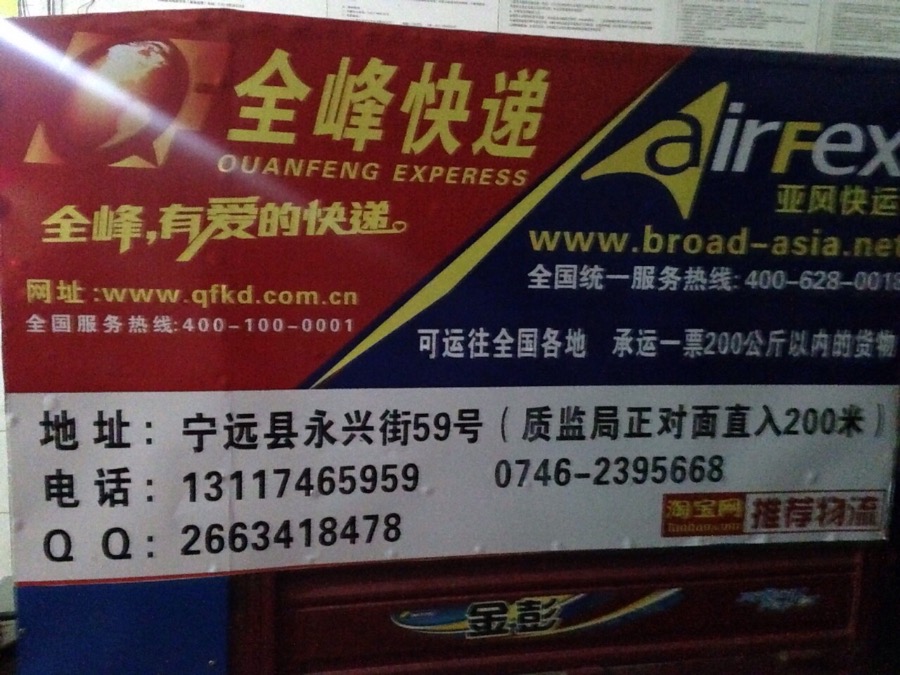 全峰快递
QUANFENG EXPERESS
全峰,有爱的快递。
网址:www.qfkd.com.cn
全国服务热线:400-100-0001
airFex
亚风快运
www.broad-asia.net
全国统一服务热线:400-628-0018
可运往全国各地 承运一票200公斤以内的货物
地址:宁远县永兴街59号(质监局正对面直入200米)
电话:13117465959 0746-2395668
QQ:2663418478
淘宝网 推荐物流
taobao.com
金彭